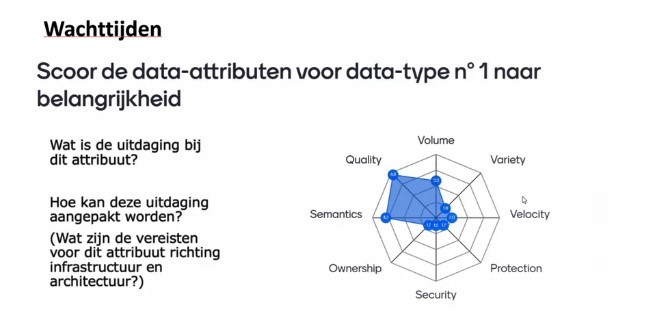 Wachttijden
Scoor de data-attributen voor data-type n° 1 naar
belangrijkheid
Wat is de uitdaging bij
dit attribuut?
Hoe kan deze uitdaging
aangepakt worden?
(Wat zijn de vereisten
voor dit attribuut richting
infrastructuur en
architectuur?)
Volume
Quality
Variety
Semantics
Velocity
Ownership
Protection
Security